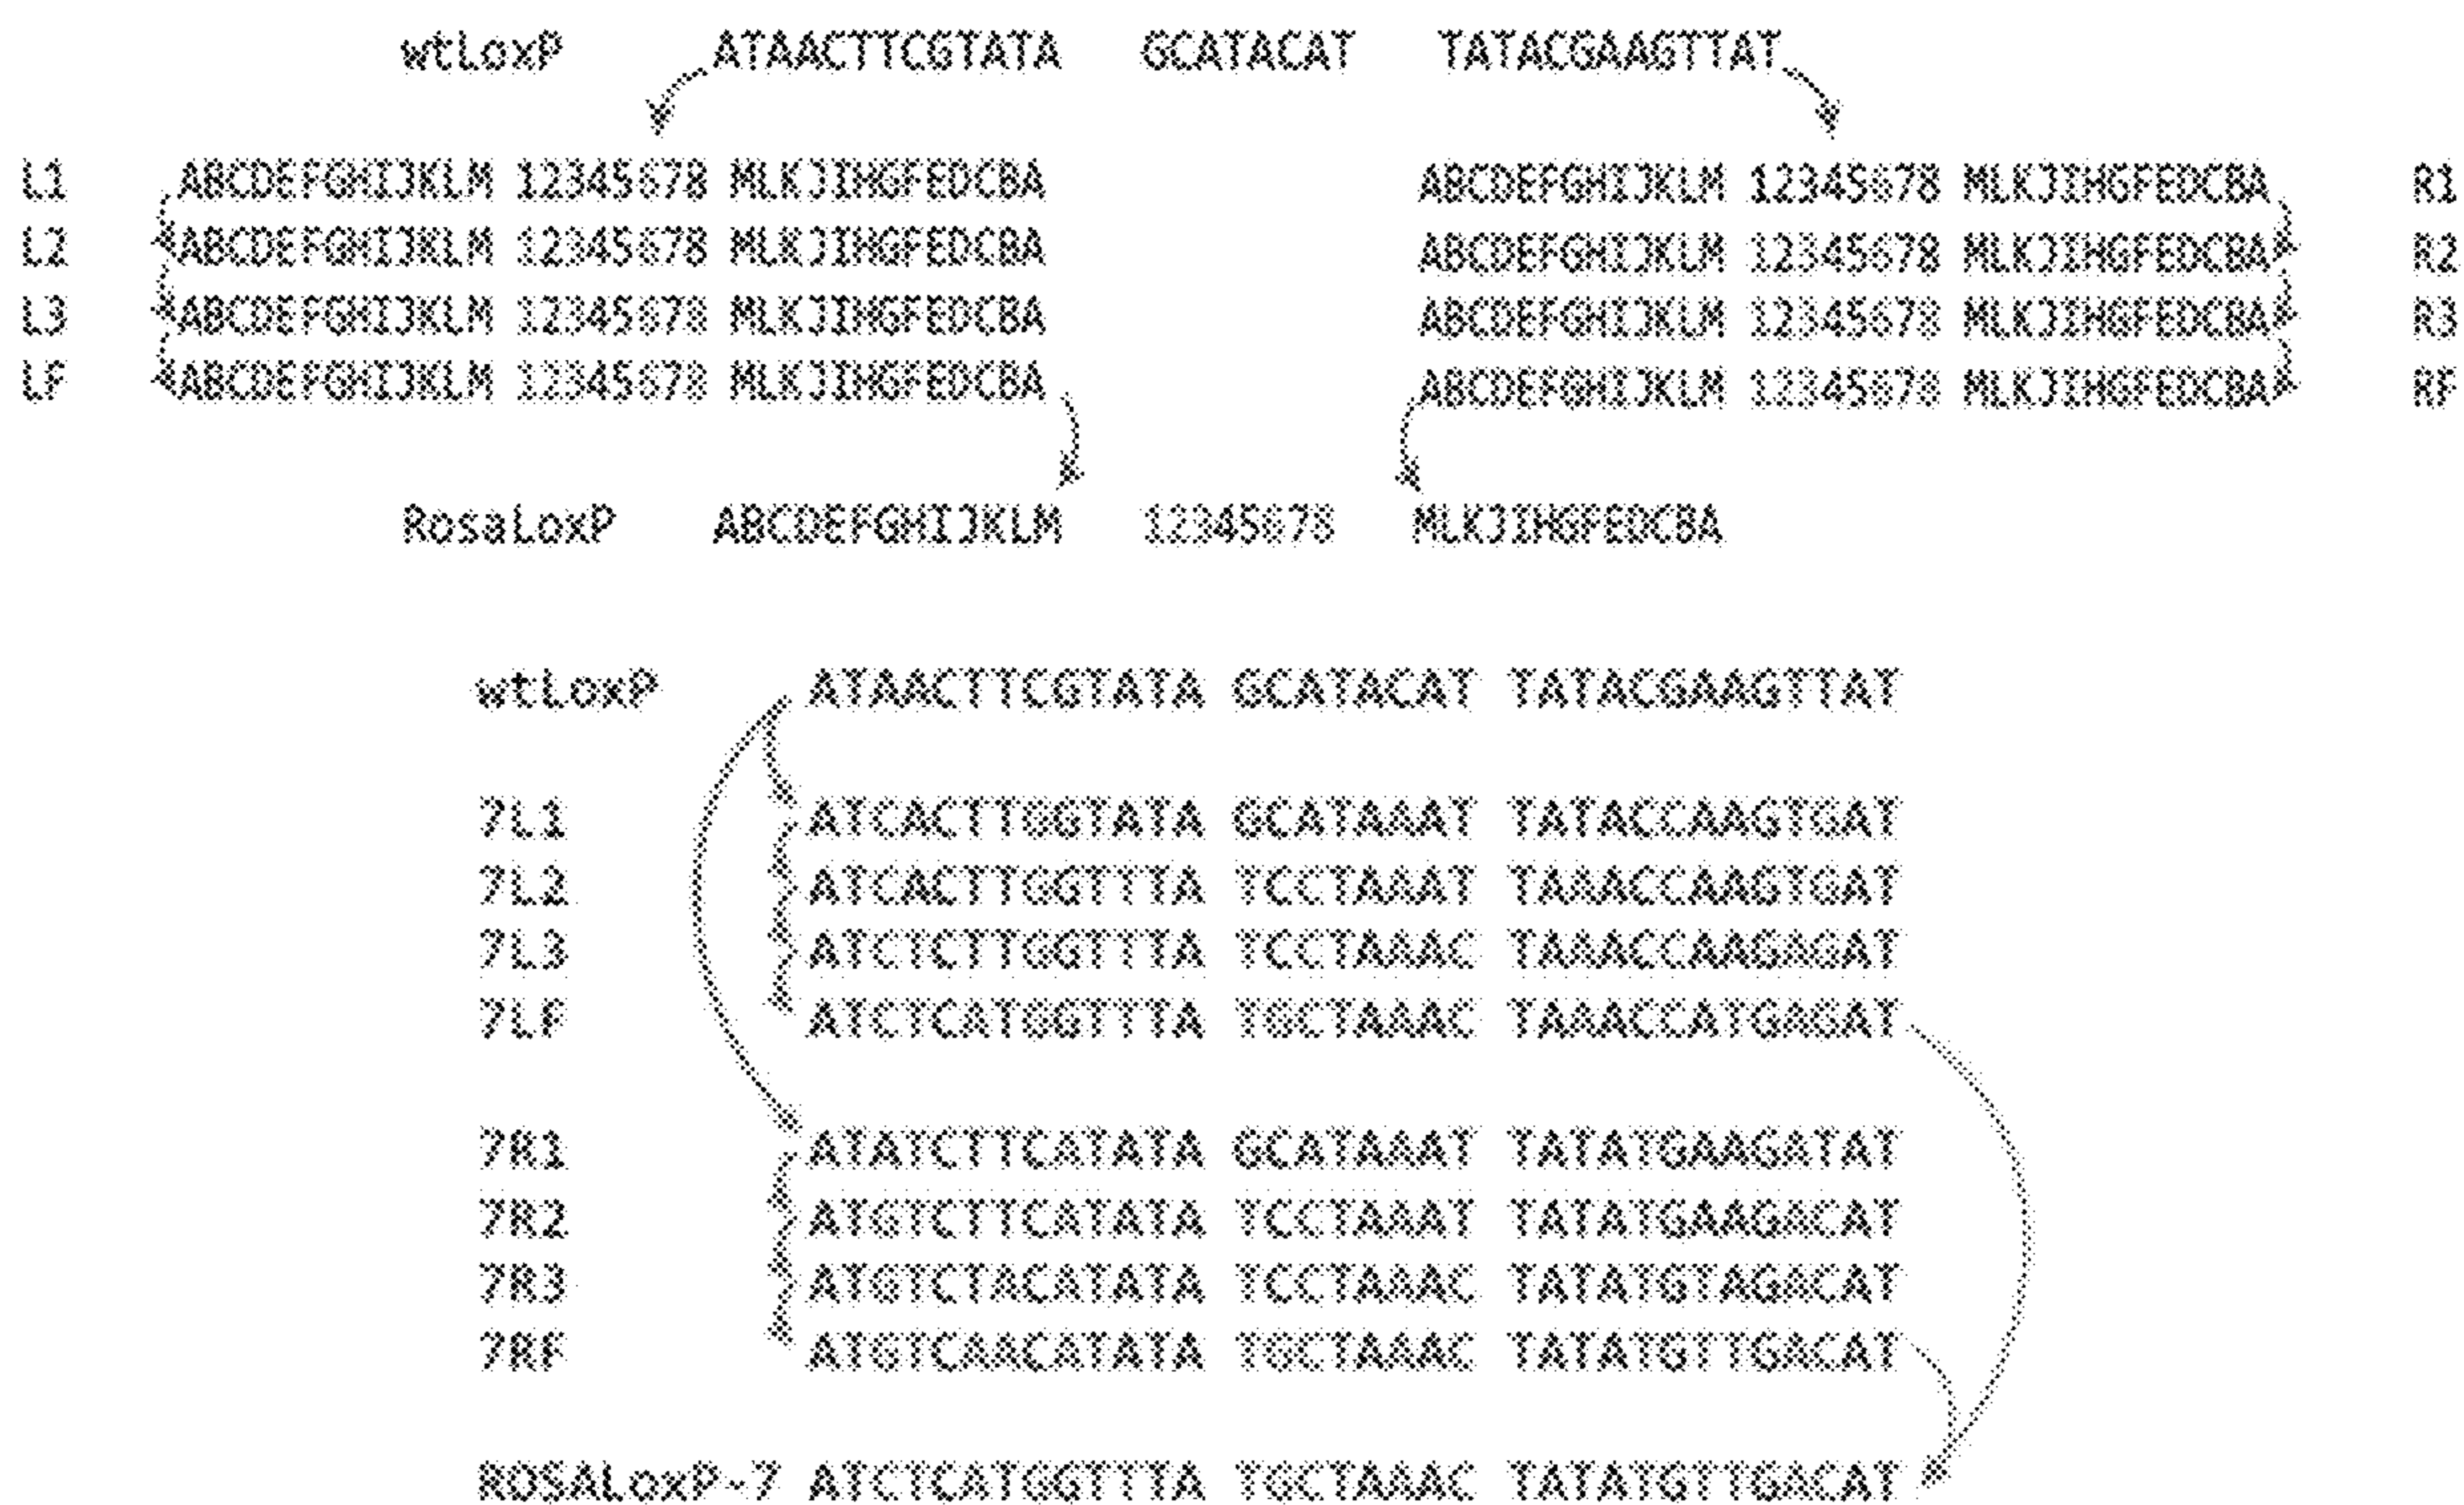 wtLoxP ATAACTTCGTATA GCATACAT TATACGAAGTTAT
L1 ABCDEFGHIJKLM 12345678 MLKJIHGFEDCBA ABCDEFGHIJKLM 12345678 MLKJIHGFEDCBA R1
L2 ABCDEFGHIJKLM 12345678 MLKJIHGFEDCBA ABCDEFGHIJKLM 12345678 MLKJIHGFEDCBA R2
L3 ABCDEFGHIJKLM 12345678 MLKJIHGFEDCBA ABCDEFGHIJKLM 12345678 MLKJIHGFEDCBA R3
LF ABCDEFGHIJKLM 12345678 MLKJIHGFEDCBA ABCDEFGHIJKLM 12345678 MLKJIHGFEDCBA RF
RosaLoxP ABCDEFGHIJKLM 12345678 MLKJIHGFEDCBA
wtLoxP ATAACTTCGTATA GCATACAT TATACGAAGTTAT
7L1 ATCACTTGGTATA GCATAAAT TATACCAAGTGAT
7L2 ATCACTTGGTTTA TCCTAAAT TAAACCAAGTGAT
7L3 ATCTCTTGGTTTA TCCTAAAC TAAACCAAGAGAT
7LF ATCTCATGGTTTA TGCTAAAC TAAACCATGAGAT
7R1 ATATCTTCATATA GCATAAAT TATATGAAGATAT
7R2 ATGTCTTCATATA TCCTAAAT TATATGAAGACAT
7R3 ATGTCTACATATA TCCTAAAC TATATGTAGACAT
7RF ATGTCAACATATA TGCTAAAC TATATGTTGACAT
ROSALoxP-7 ATCTCATGGTTTA TGCTAAAC TATATGTTGACAT